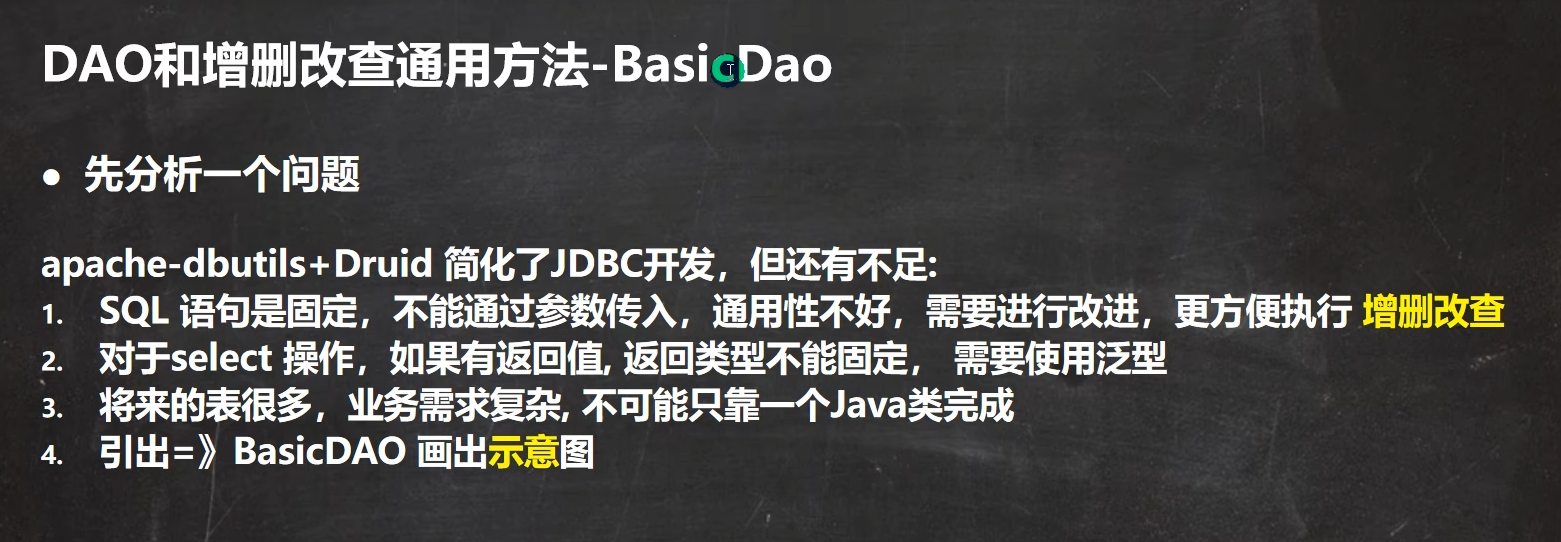 DAO和增删改查通用方法-BasicDao
● 先分析一个问题
apache-dbutils+Druid 简化了JDBC开发，但还有不足:
1. SQL 语句是固定，不能通过参数传入，通用性不好，需要进行改进，更方便执行 增删改查
2. 对于select 操作，如果有返回值, 返回类型不能固定， 需要使用泛型
3. 将来的表很多，业务需求复杂, 不可能只靠一个Java类完成
4. 引出=》BasicDAO 画出示意图